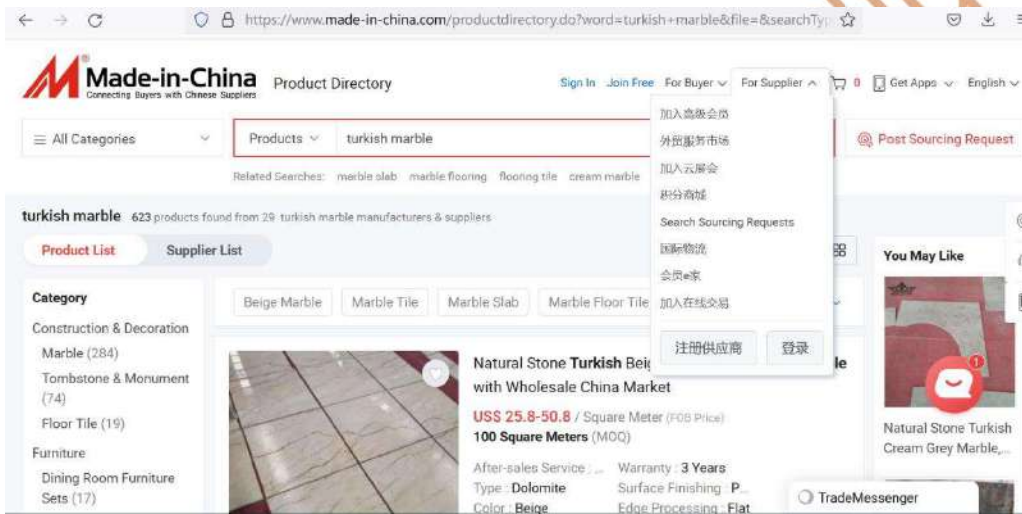 https://www.made-in-china.com/productdirectory.do?word=turkish+marble&file=&searchTyp
Made-in-China
Connecting Buyers with Chinese Suppliers
Product Directory
Sign In Join Free For Buyer For Supplier 0 Get Apps English
加入高级会员
外贸服务市场
加入云展会
积分商城
Search Sourcing Requests
国际物流
会员e家
加入在线交易
注册供应商 登录
All Categories
Products turkish marble
Post Sourcing Request
Related Searches: marble slab marble flooring flooring tile cream marble
turkish marble 623 products found from 29 turkish marble manufacturers & suppliers
Product List Supplier List
You May Like
Category
Construction & Decoration
Marble (284)
Tombstone & Monument
(74)
Floor Tile (19)
Furniture
Dining Room Furniture
Sets (17)
Beige Marble Marble Tile Marble Slab Marble Floor Tile
Natural Stone Turkish Bei le
with Wholesale China Market
US$ 25.8-50.8 / Square Meter (FOB Price)
100 Square Meters (MOQ)
After-sales Service : ... Warranty : 3 Years
Type : Dolomite Surface Finishing : P...
Color : Beige Edge Processing : Flat
1
Natural Stone Turkish
Cream Grey Marble,...
TradeMessenger